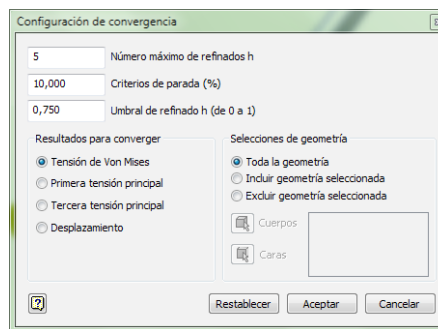 Configuración de convergencia
5 Número máximo de refinados h
10,000 Criterios de parada (%)
0,750 Umbral de refinado h (de 0 a 1)
Resultados para converger
Tensión de Von Mises
Primera tensión principal
Tercera tensión principal
Desplazamiento
Selecciones de geometría
Toda la geometría
Incluir geometría seleccionada
Excluir geometría seleccionada
Cuerpos
Caras
?
Restablecer Aceptar Cancelar